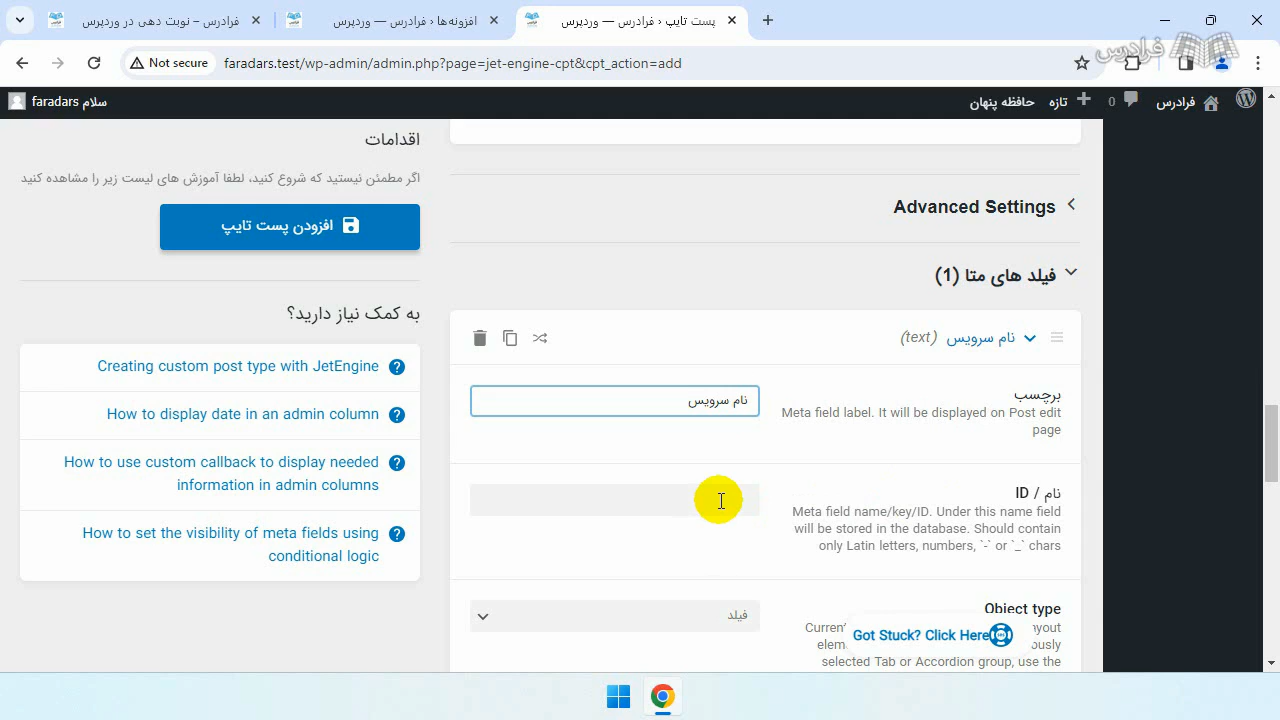 فرادرس – نوبت دهی در وردپرس
افزونه‌ها ‹ فرادرس — وردپرس
پست تایپ ‹ فرادرس — وردپرس
Not secure
faradars.test/wp-admin/admin.php?page=jet-engine-cpt&cpt_action=add
فرادرس
سلام faradars
حافظه پنهان
تازه
0
فرادرس
اقدامات
اگر مطمئن نیستید که شروع کنید، لطفا آموزش های لیست زیر را مشاهده کنید
افزودن پست تایپ
به کمک نیاز دارید؟
Creating custom post type with JetEngine
How to display date in an admin column
How to use custom callback to display needed
information in admin columns
How to set the visibility of meta fields using
conditional logic
Advanced Settings
فیلد های متا (1)
نام سرویس (text)
برچسب
Meta field label. It will be displayed on Post edit
page
نام سرویس
نام / ID
Meta field name/key/ID. Under this name field
will be stored in the database. Should contain
only Latin letters, numbers, `-` or `_` chars
Object type
فیلد
Got Stuck? Click Here
selected Tab or Accordion group, use the